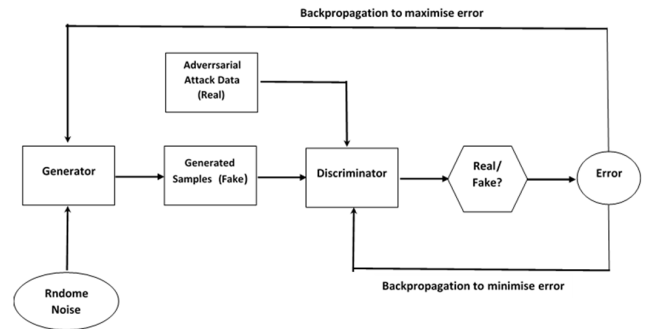 Backpropagation to maximise error
Adverrsarial
Attack Data
(Real)
Generator
Generated
Samples (Fake)
Discriminator
Real/
Fake?
Error
Rndome
Noise
Backpropagation to minimise error